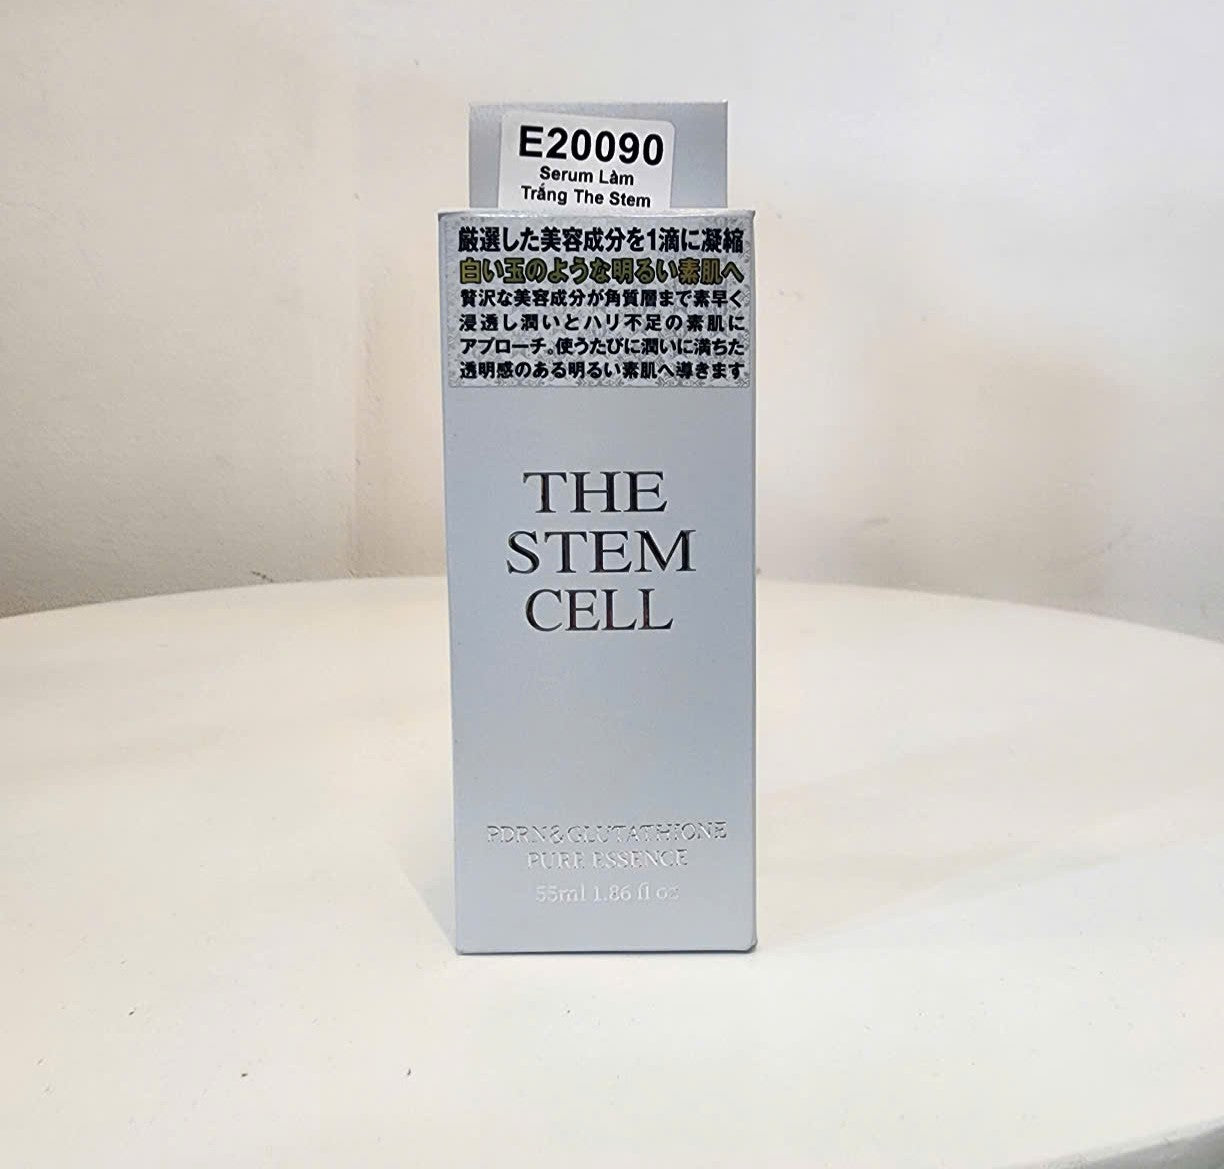 E20090
Serum Làm
Trắng The Stem
厳選した美容成分を1滴に凝縮
白い玉のような明るい素肌へ
贅沢な美容成分が角質層まで素早く
浸透し潤いとハリ不足の素肌に
アプローチ。使うたびに潤いに満ちた
透明感のある明るい素肌へ導きます
THE
STEM
CELL
PDRN&GLUTATHIONE
PURE ESSENCE
55ml 1.86 fl oz